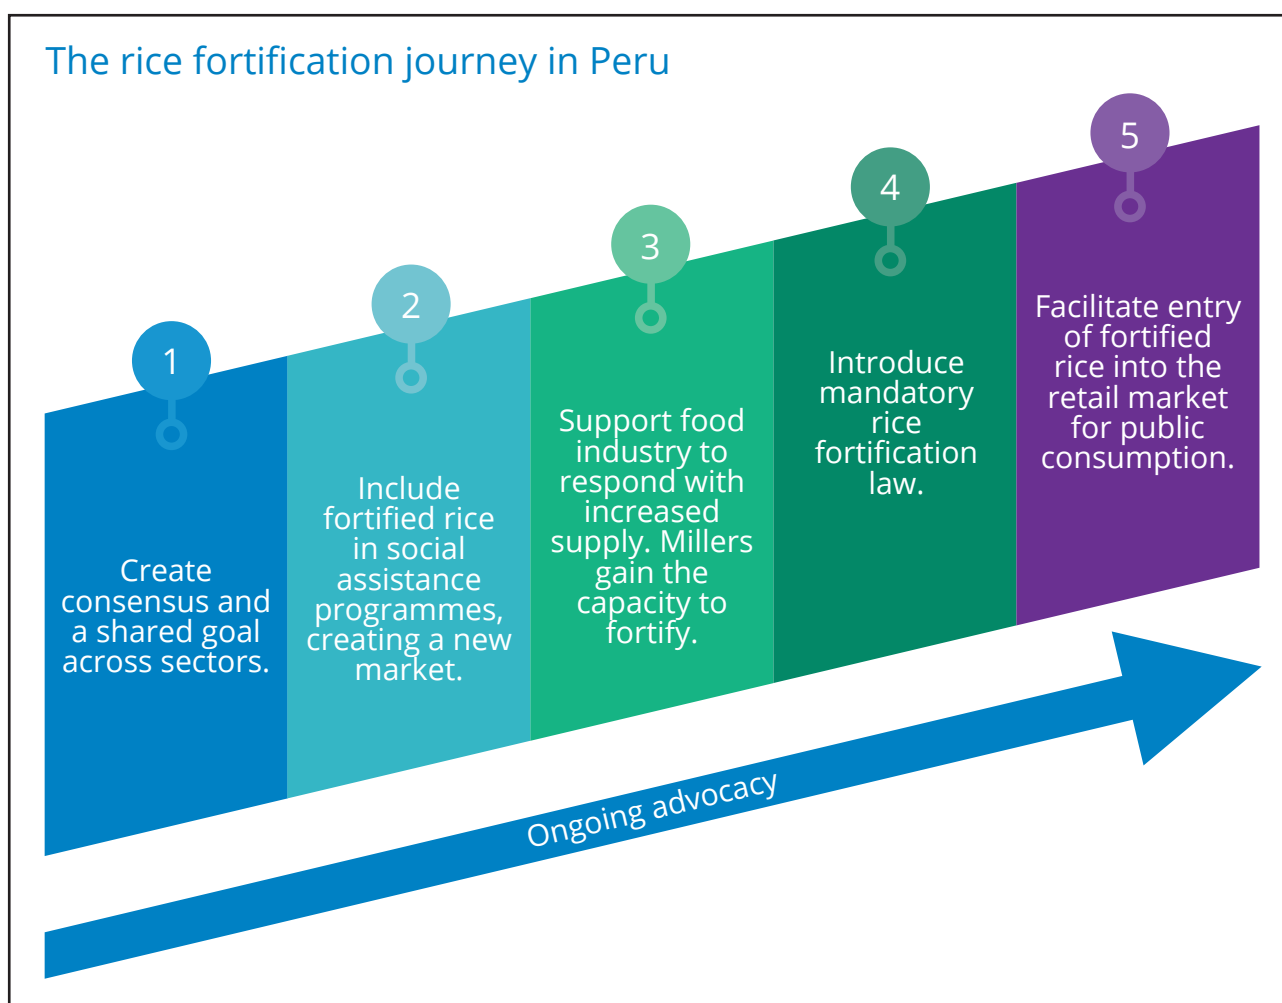 The rice fortification journey in Peru
1
Create
consensus and
a shared goal
across sectors.
2
Include
fortified rice
in social
assistance
programmes,
creating a new
market.
3
Support food
industry to
respond with
increased
supply. Millers
gain the
capacity to
fortify.
4
Introduce
mandatory
rice
fortification
law.
5
Facilitate entry
of fortified
rice into the
retail market
for public
consumption.
Ongoing advocacy